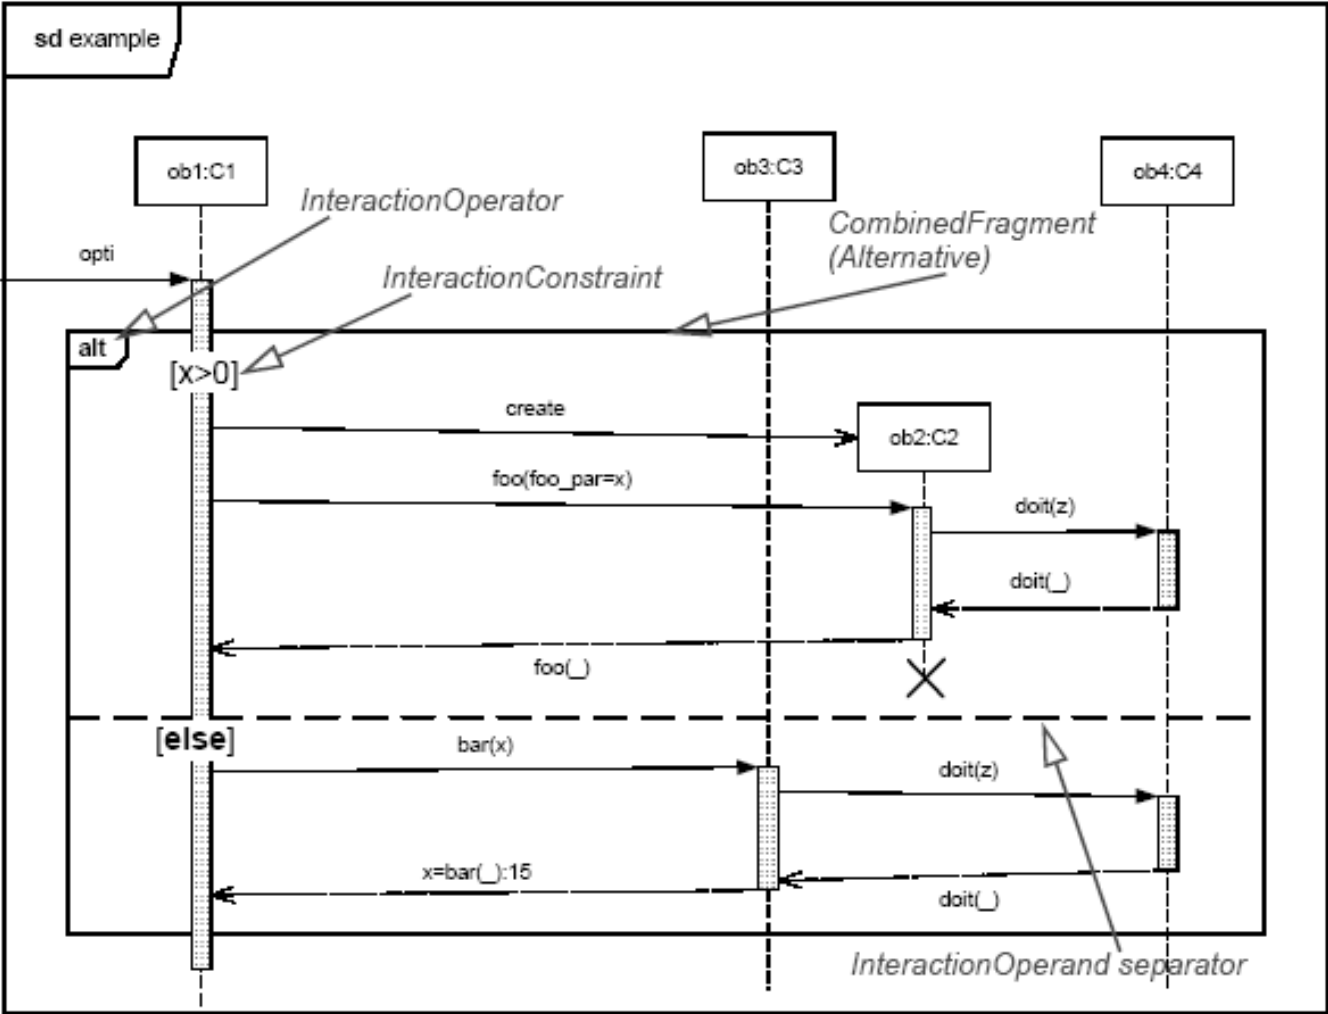 sd example
ob1:C1
ob3:C3
ob4:C4
InteractionOperator
CombinedFragment
(Alternative)
opti
InteractionConstraint
alt
[x>0]
create
ob2:C2
foo(foo_par=x)
doit(z)
doit(_)
foo(_)
[else]
bar(x)
doit(z)
x=bar(_):15
doit(_)
InteractionOperand separator